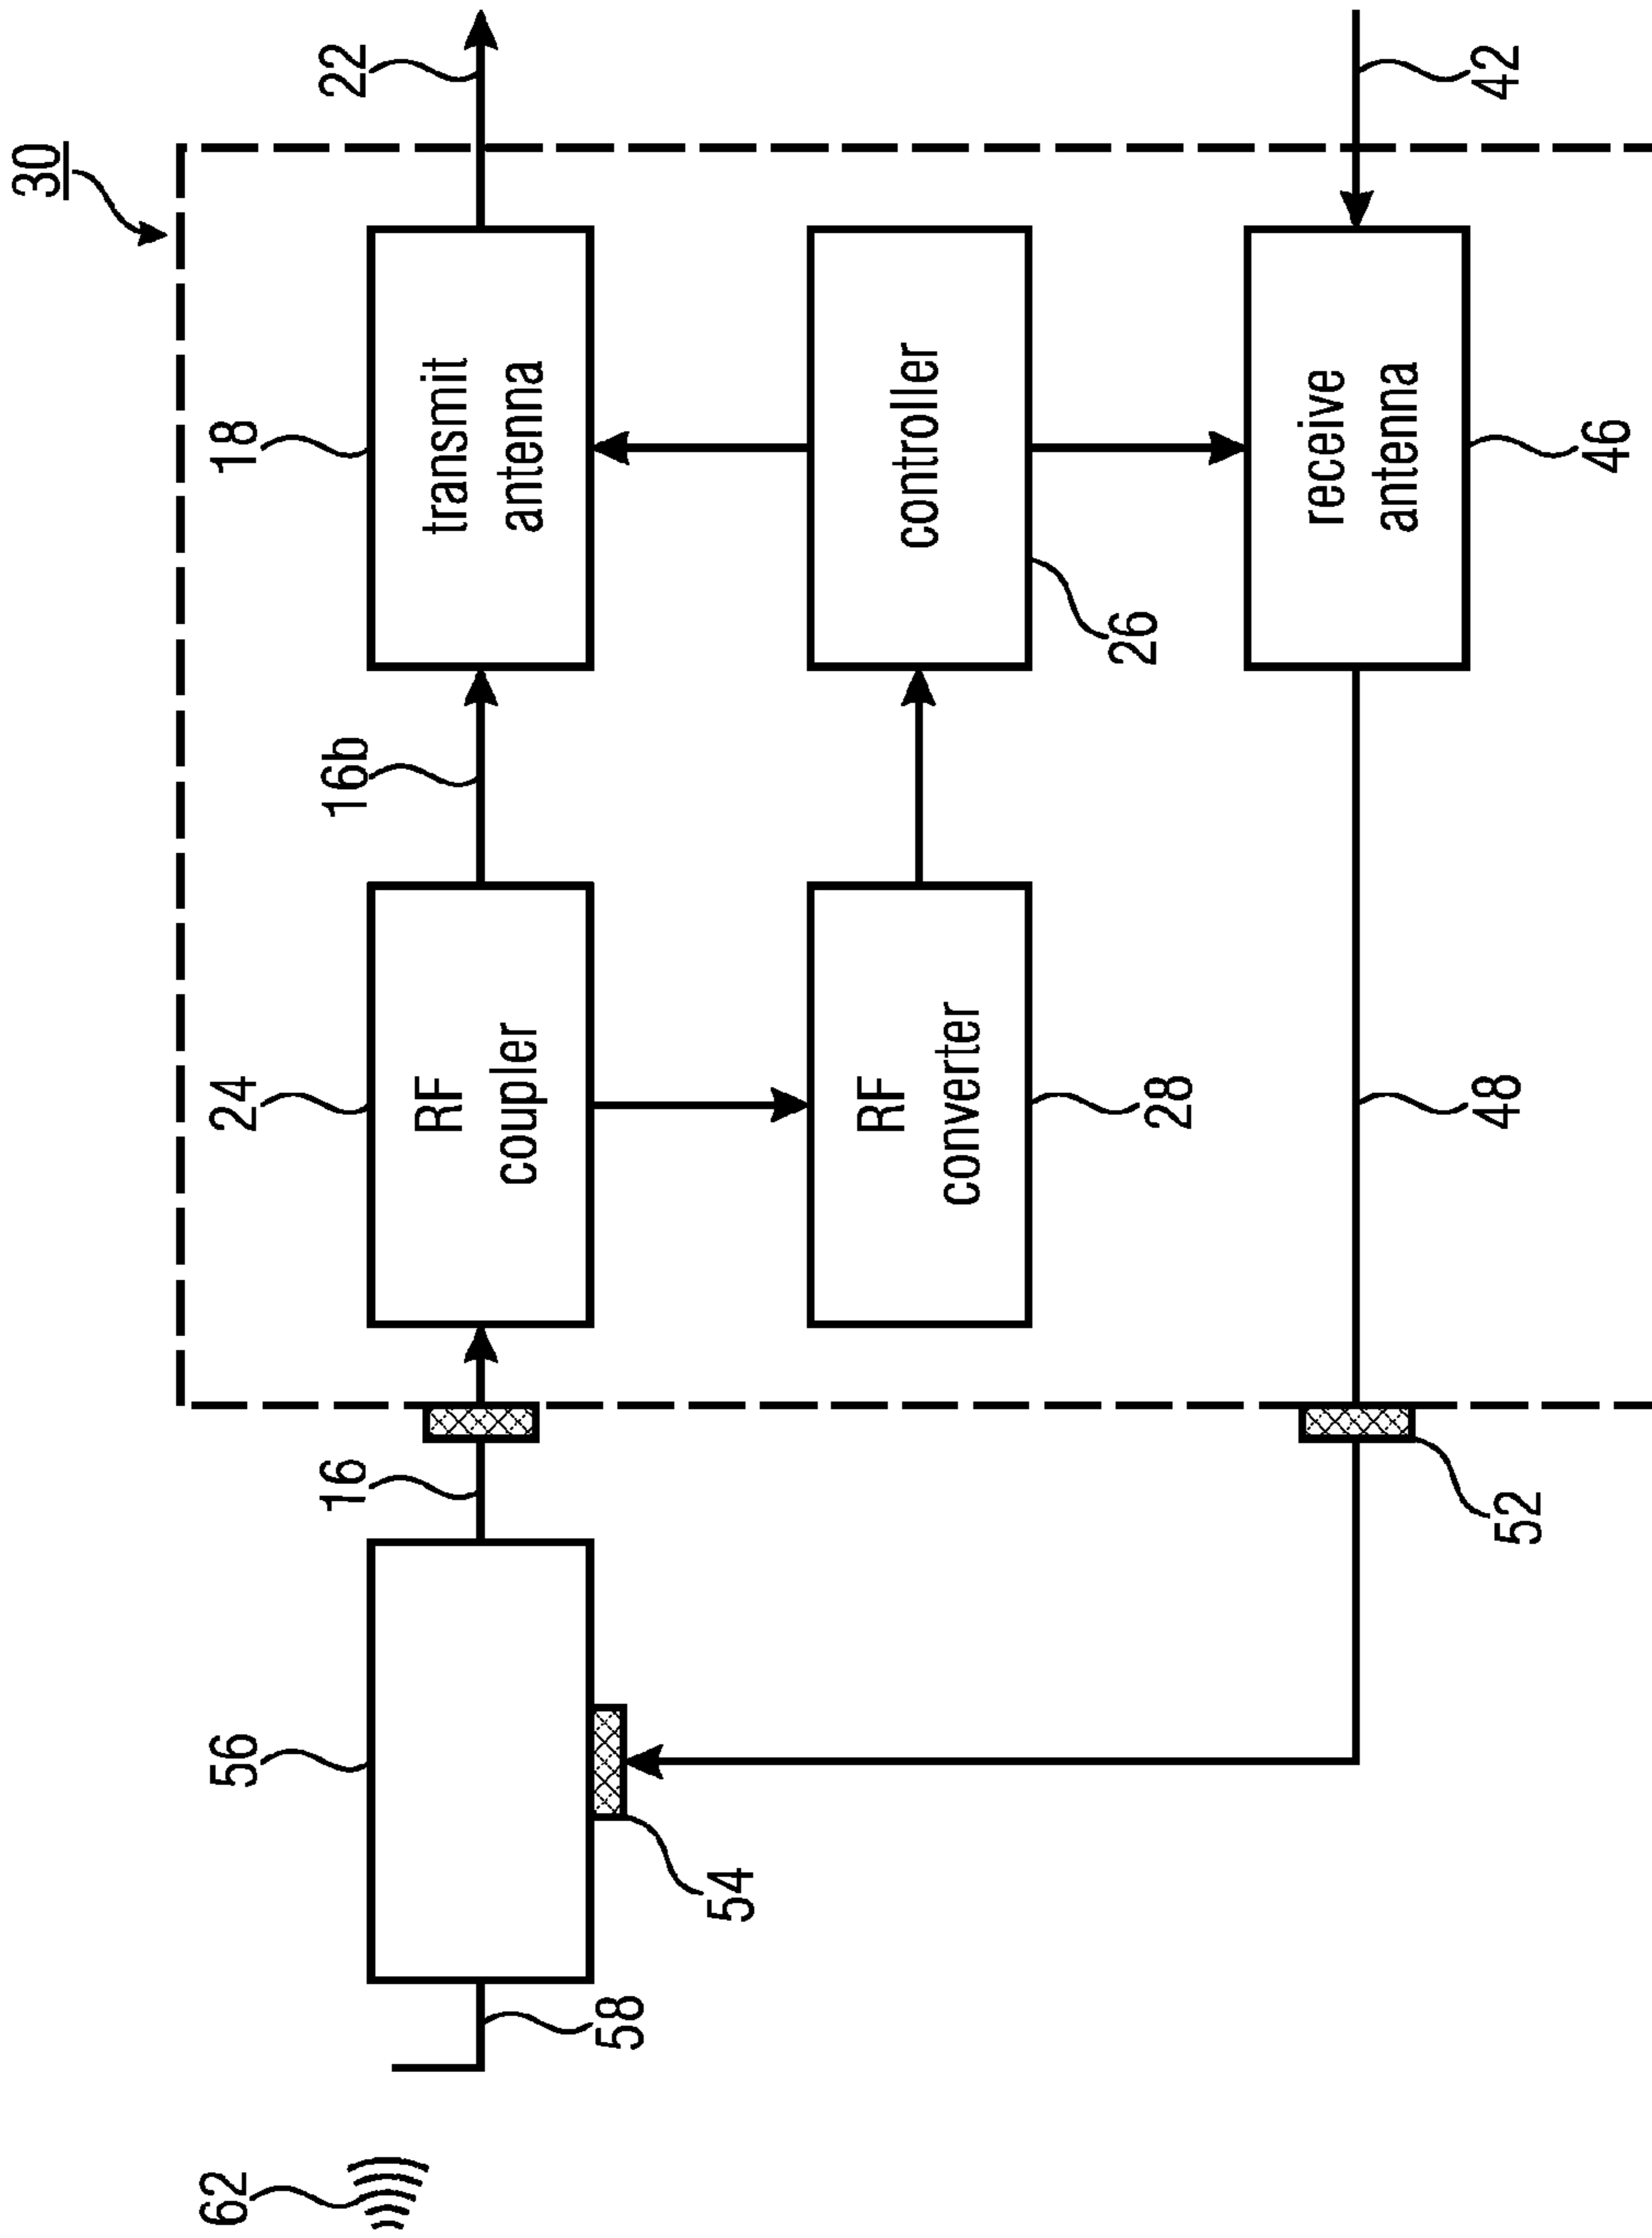 30
22
18
transmit
antenna
16b
24
RF
coupler
16
56
58
62
54
controller
26
RF
converter
28
42
receive
antenna
46
48
52